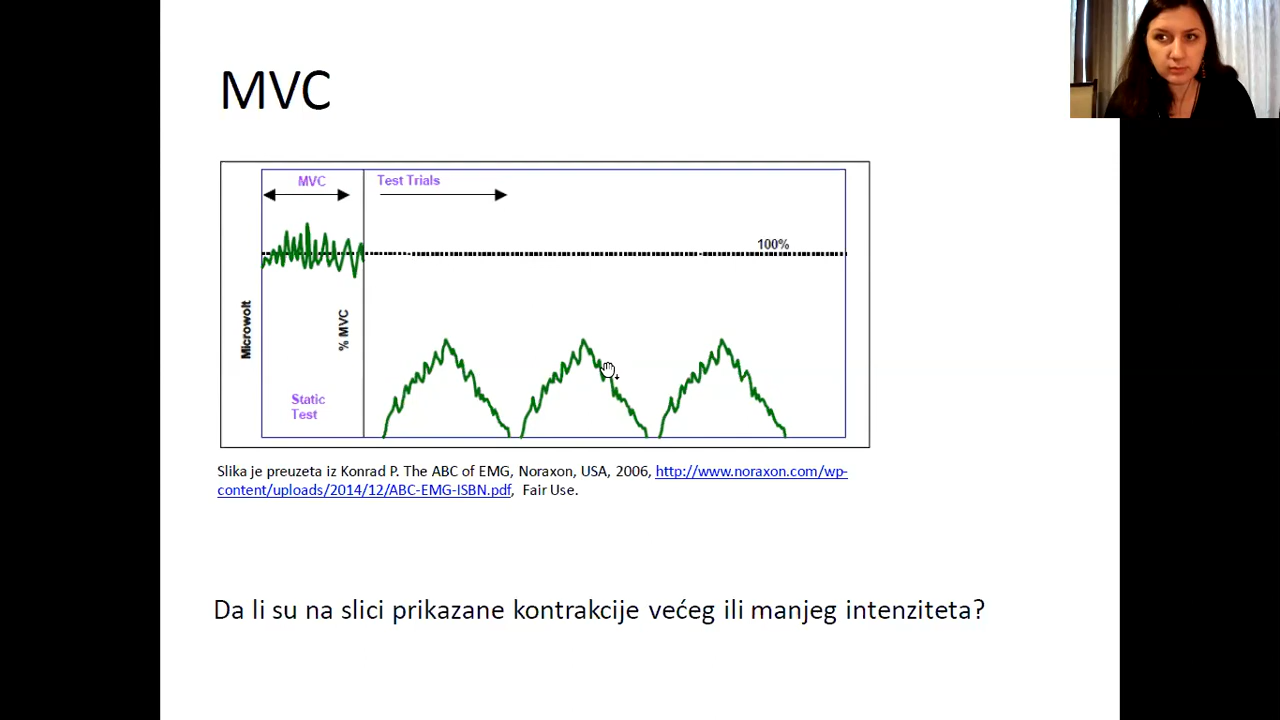 MVC
MVC
Test Trials
100%
Microwolt
% MVC
Static
Test
Slika je preuzeta iz Konrad P. The ABC of EMG, Noraxon, USA, 2006, http://www.noraxon.com/wp-
content/uploads/2014/12/ABC-EMG-ISBN.pdf, Fair Use.
Da li su na slici prikazane kontrakcije većeg ili manjeg intenziteta?